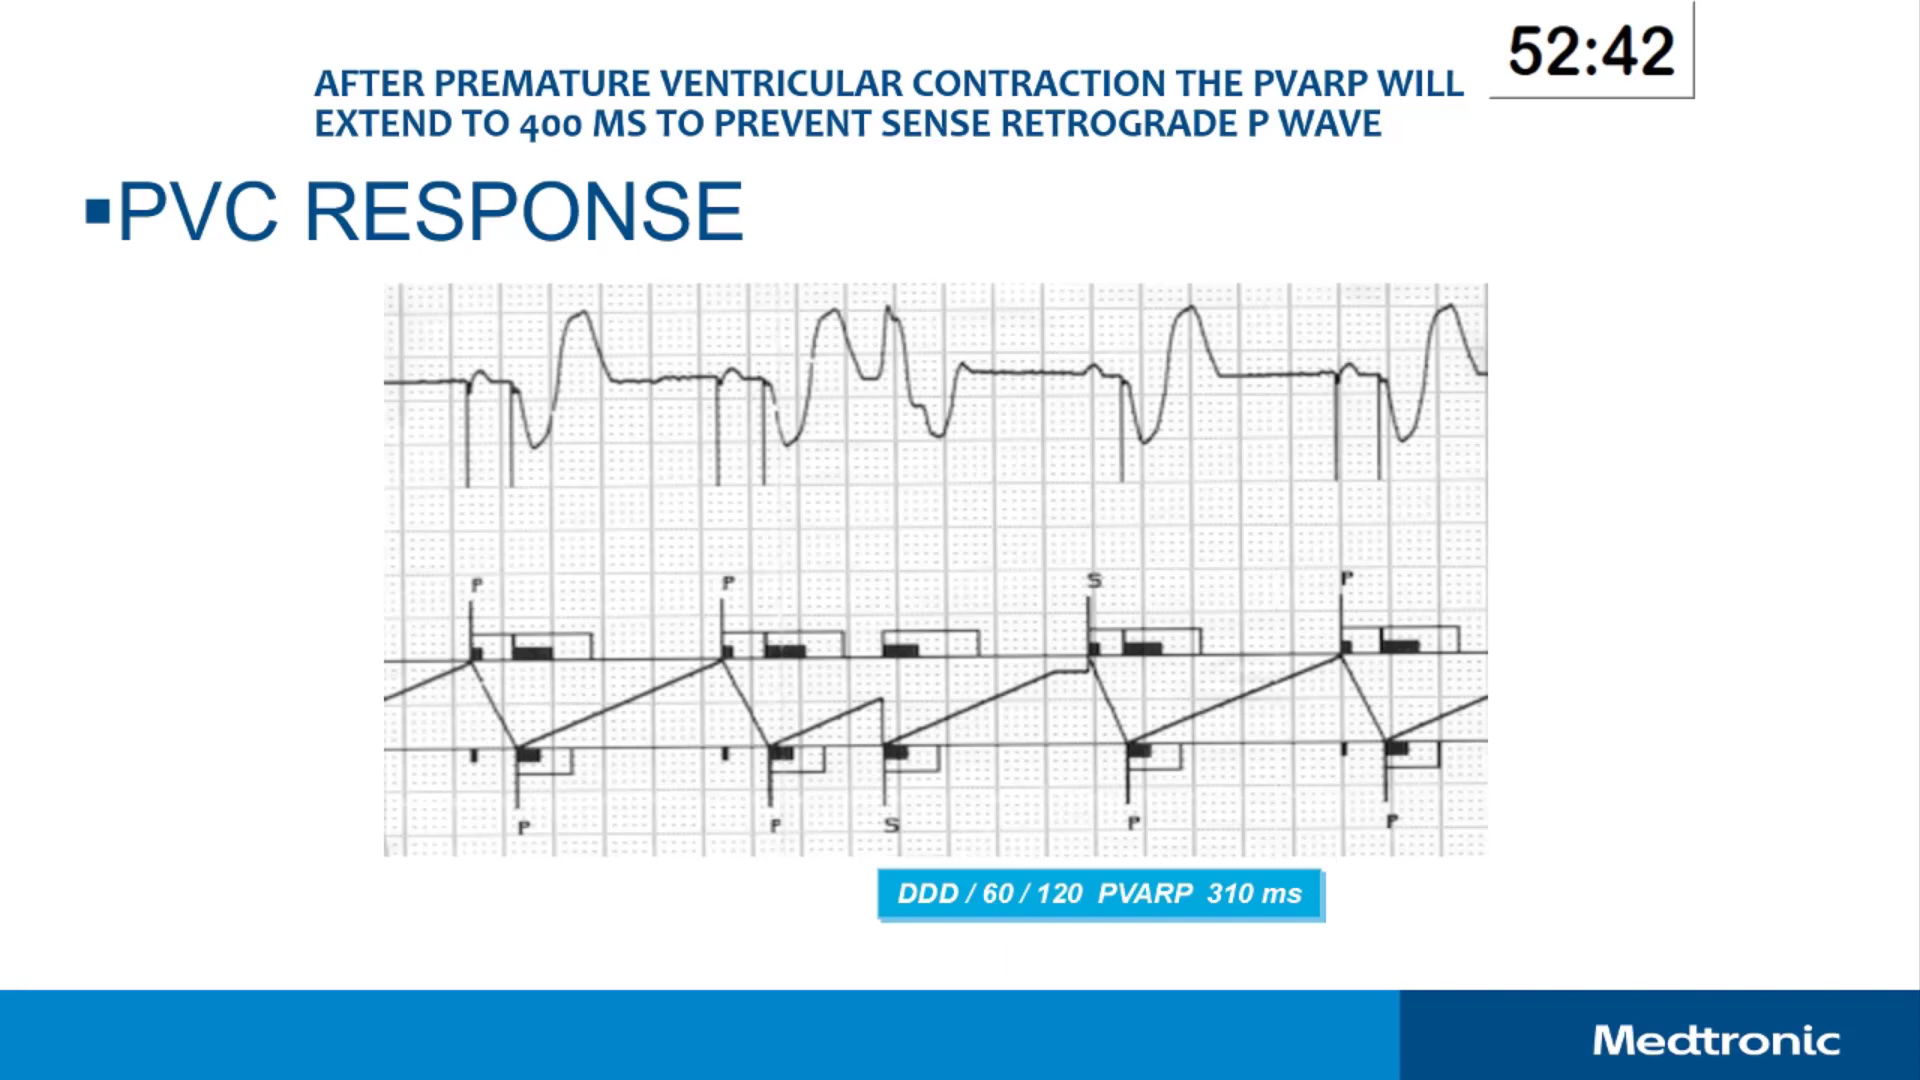 52:42
AFTER PREMATURE VENTRICULAR CONTRACTION THE PVARP WILL
EXTEND TO 400 MS TO PREVENT SENSE RETROGRADE P WAVE
▪PVC RESPONSE
P P S P
P P S P P
DDD / 60 / 120 PVARP 310 ms
Medtronic